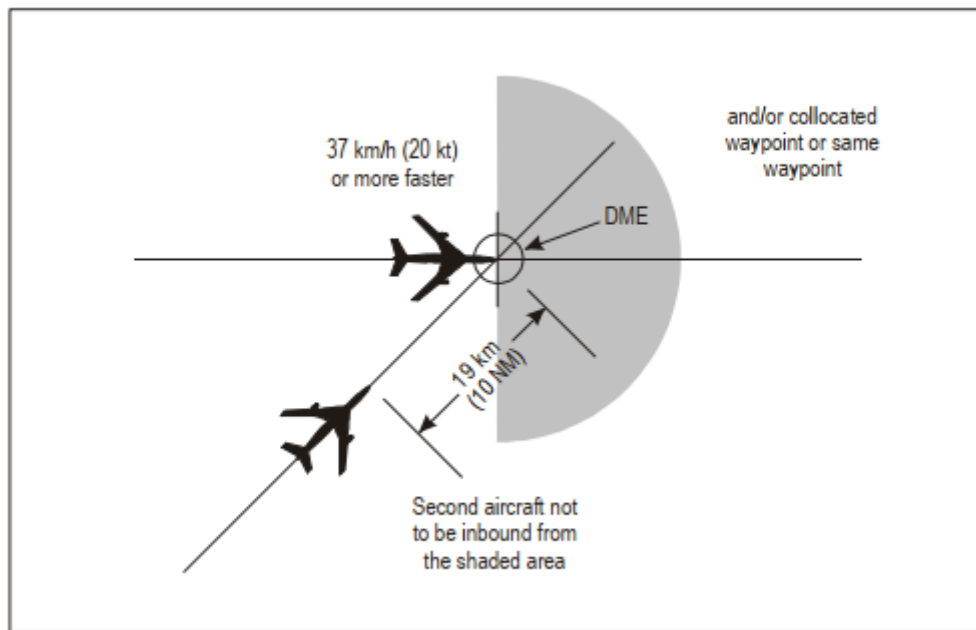 37 km/h (20 kt)
or more faster
and/or collocated
waypoint or same
waypoint
DME
19 km
(10 NM)
Second aircraft not
to be inbound from
the shaded area